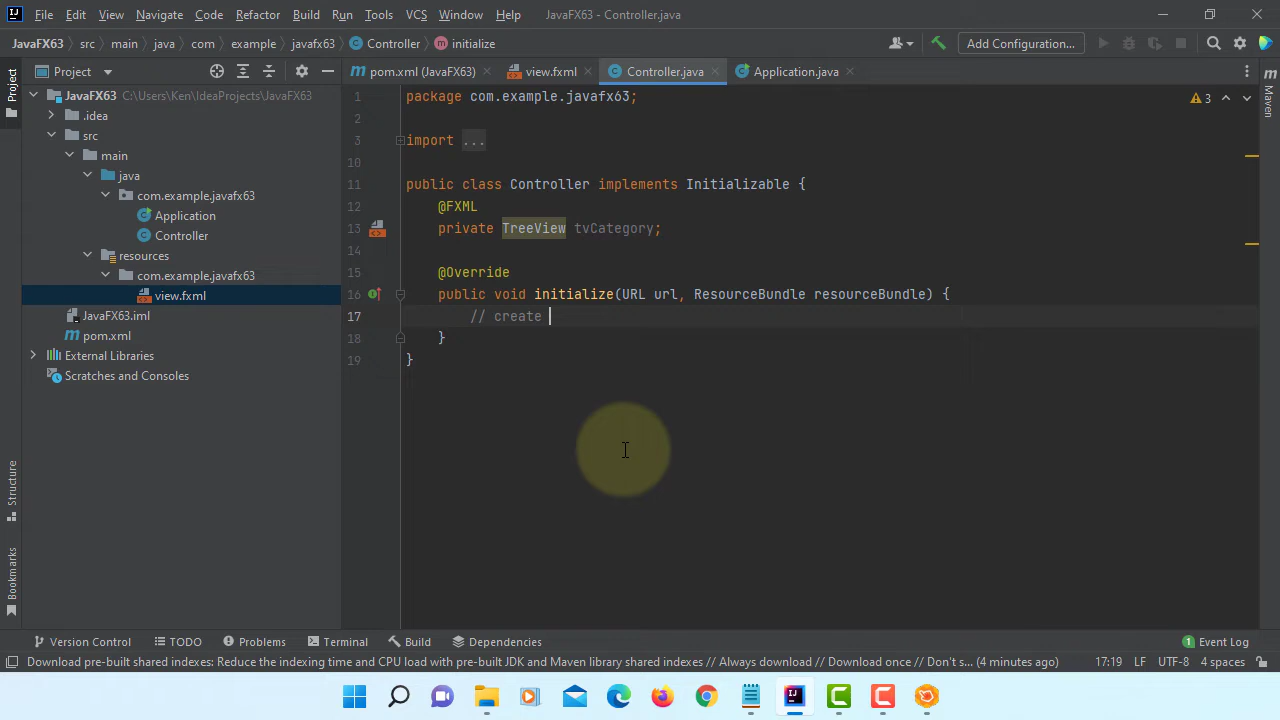 File Edit View Navigate Code Refactor Build Run Tools VCS Window Help JavaFX63 - Controller.java
JavaFX63 src main java com example javafx63 Controller initialize Add Configuration...
Project
Project
pom.xml (JavaFX63) view.fxml Controller.java Application.java
Maven
JavaFX63 C:\Users\Ken\IdeaProjects\JavaFX63
.idea
src
main
java
com.example.javafx63
Application
Controller
resources
com.example.javafx63
view.fxml
JavaFX63.iml
pom.xml
External Libraries
Scratches and Consoles
Structure
Bookmarks
3
1 package com.example.javafx63;
2
3 import ...
10
11 public class Controller implements Initializable {
12 @FXML
13 private TreeView tvCategory;
14
15 @Override
16 public void initialize(URL url, ResourceBundle resourceBundle) {
17 // create
18 }
19 }
Version Control TODO Problems Terminal Build Dependencies 1 Event Log
Download pre-built shared indexes: Reduce the indexing time and CPU load with pre-built JDK and Maven library shared indexes // Always download // Download once // Don't s... (4 minutes ago) 17:19 LF UTF-8 4 spaces